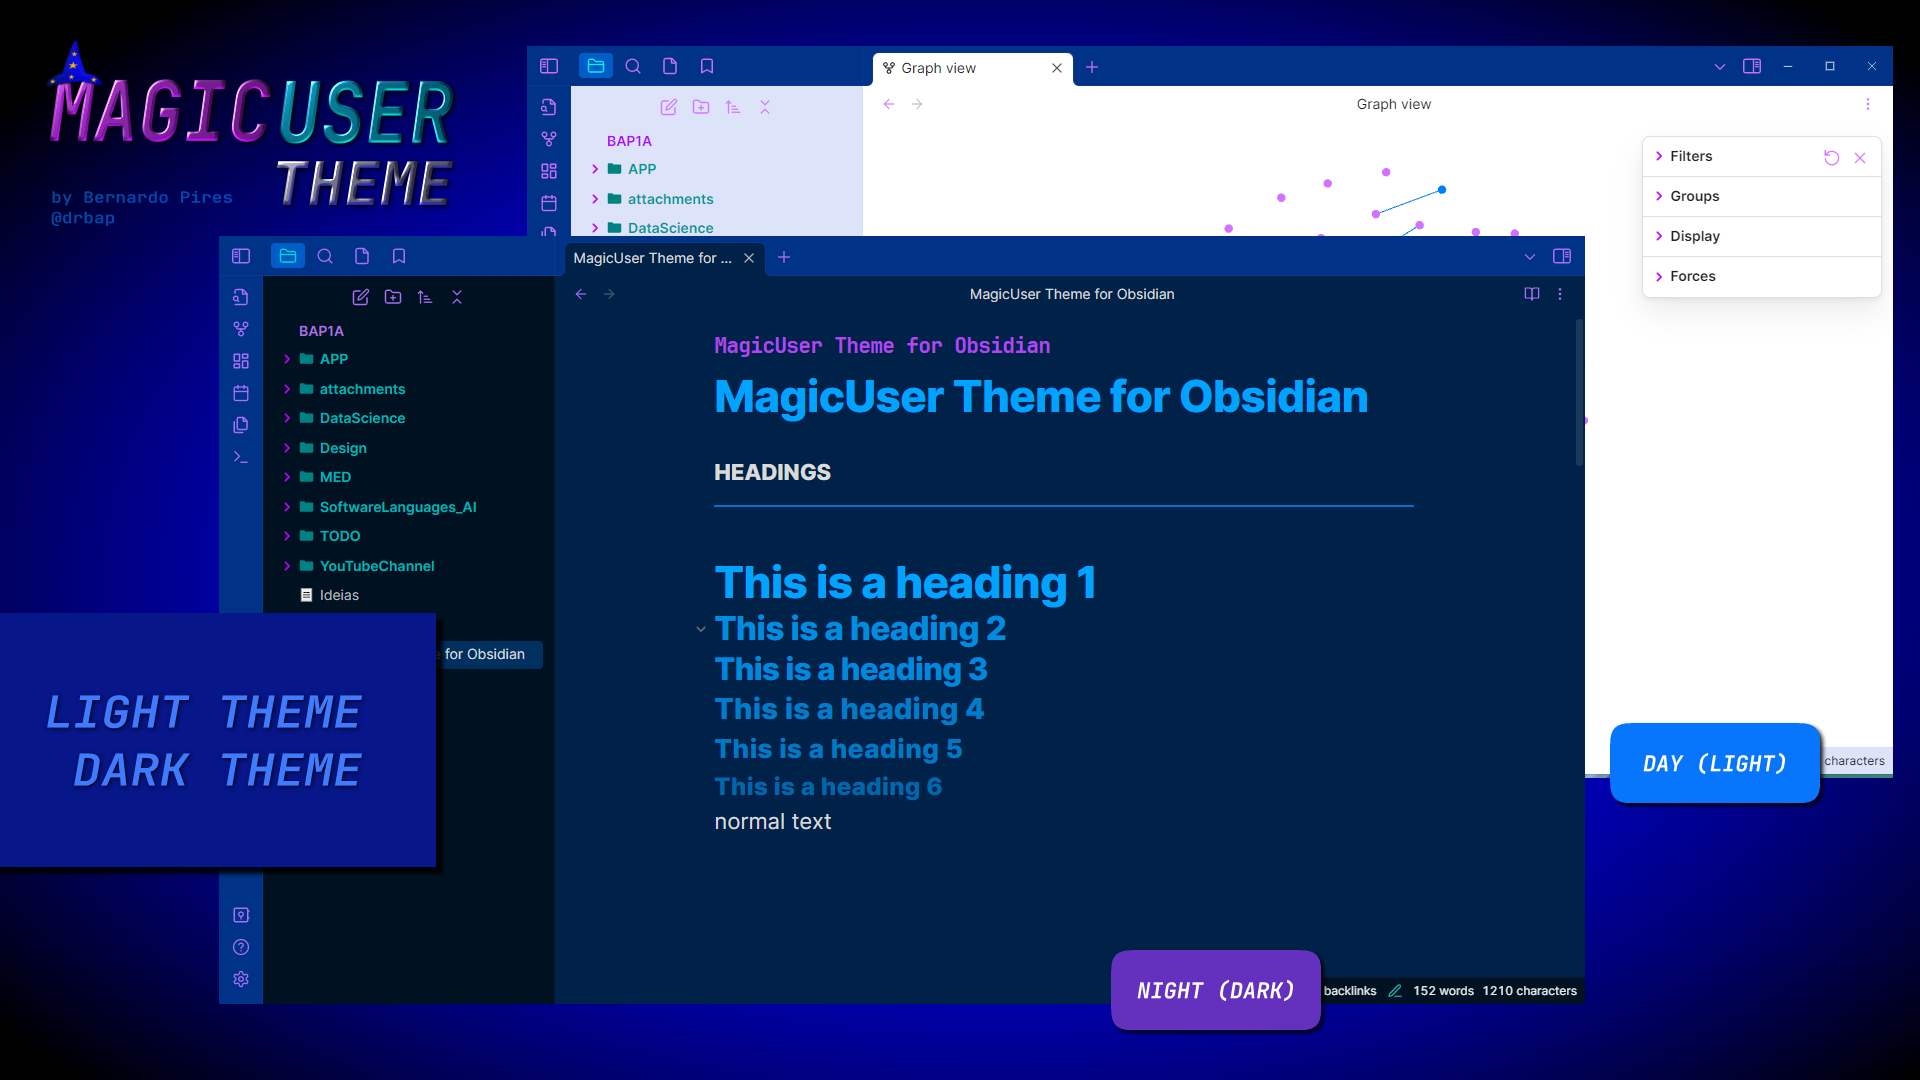 MAGICUSER
THEME
by Bernardo Pires
@drbap
Graph view
Graph view
BAP1A
APP
attachments
DataScience
Filters
Groups
Display
Forces
characters
DAY (LIGHT)
MagicUser Theme for ...
MagicUser Theme for Obsidian
BAP1A
APP
attachments
DataScience
Design
MED
SoftwareLanguages_AI
TODO
YouTubeChannel
Ideias
for Obsidian
MagicUser Theme for Obsidian
MagicUser Theme for Obsidian
HEADINGS
This is a heading 1
This is a heading 2
This is a heading 3
This is a heading 4
This is a heading 5
This is a heading 6
normal text
LIGHT THEME
DARK THEME
NIGHT (DARK)
backlinks 152 words 1210 characters